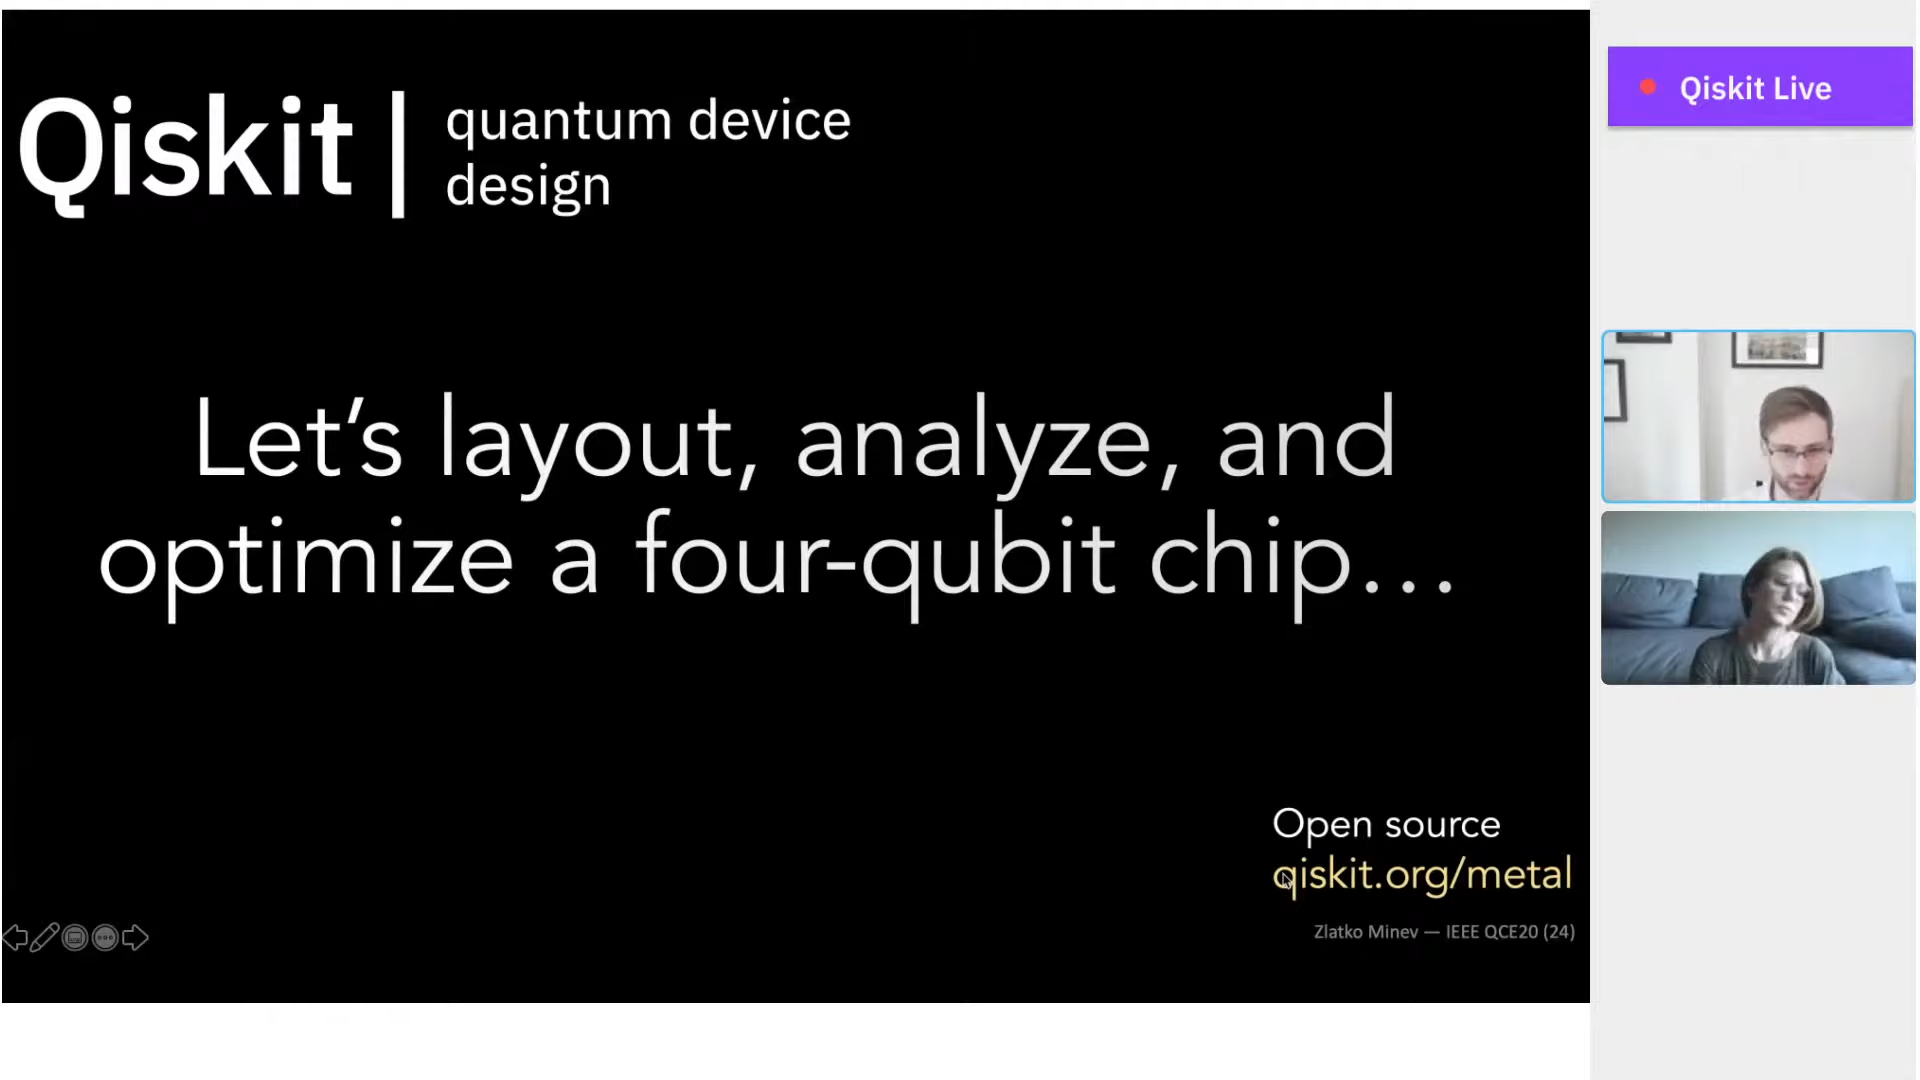 Qiskit
quantum device
design
Let’s layout, analyze, and
optimize a four-qubit chip...
Open source
qiskit.org/metal
Zlatko Minev — IEEE QCE20 (24)
Qiskit Live